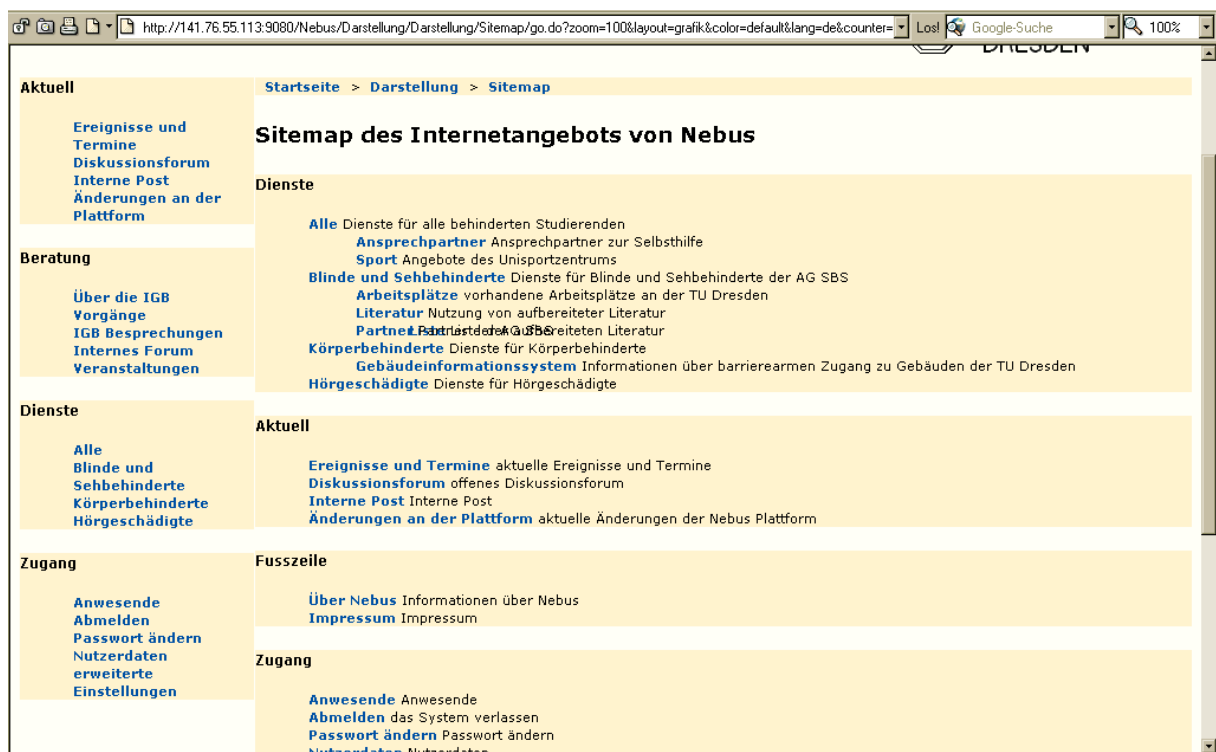 http://141.76.55.113:9080/Nebus/Darstellung/Darstellung/Sitemap/go.do?zoom=100&layout=grafik&color=default&lang=de&counter= Los! Google-Suche 100%
DRESDEN
Aktuell
Ereignisse und
Termine
Diskussionsforum
Interne Post
Änderungen an der
Plattform
Beratung
Über die IGB
Vorgänge
IGB Besprechungen
Internes Forum
Veranstaltungen
Dienste
Alle
Blinde und
Sehbehinderte
Körperbehinderte
Hörgeschädigte
Zugang
Anwesende
Abmelden
Passwort ändern
Nutzerdaten
erweiterte
Einstellungen
Startseite > Darstellung > Sitemap
Sitemap des Internetangebots von Nebus
Dienste
Alle Dienste für alle behinderten Studierenden
Ansprechpartner Ansprechpartner zur Selbsthilfe
Sport Angebote des Unisportzentrums
Blinde und Sehbehinderte Dienste für Blinde und Sehbehinderte der AG SBS
Arbeitsplätze vorhandene Arbeitsplätze an der TU Dresden
Literatur Nutzung von aufbereiteter Literatur
Partner Literatur
Körperbehinderte Dienste für Körperbehinderte
Gebäudeinformationssystem Informationen über barrierearmen Zugang zu Gebäuden der TU Dresden
Hörgeschädigte Dienste für Hörgeschädigte
Aktuell
Ereignisse und Termine aktuelle Ereignisse und Termine
Diskussionsforum offenes Diskussionsforum
Interne Post Interne Post
Änderungen an der Plattform aktuelle Änderungen der Nebus Plattform
Fusszeile
Über Nebus Informationen über Nebus
Impressum Impressum
Zugang
Anwesende Anwesende
Abmelden das System verlassen
Passwort ändern Passwort ändern
Nutzerdaten Nutzerdaten